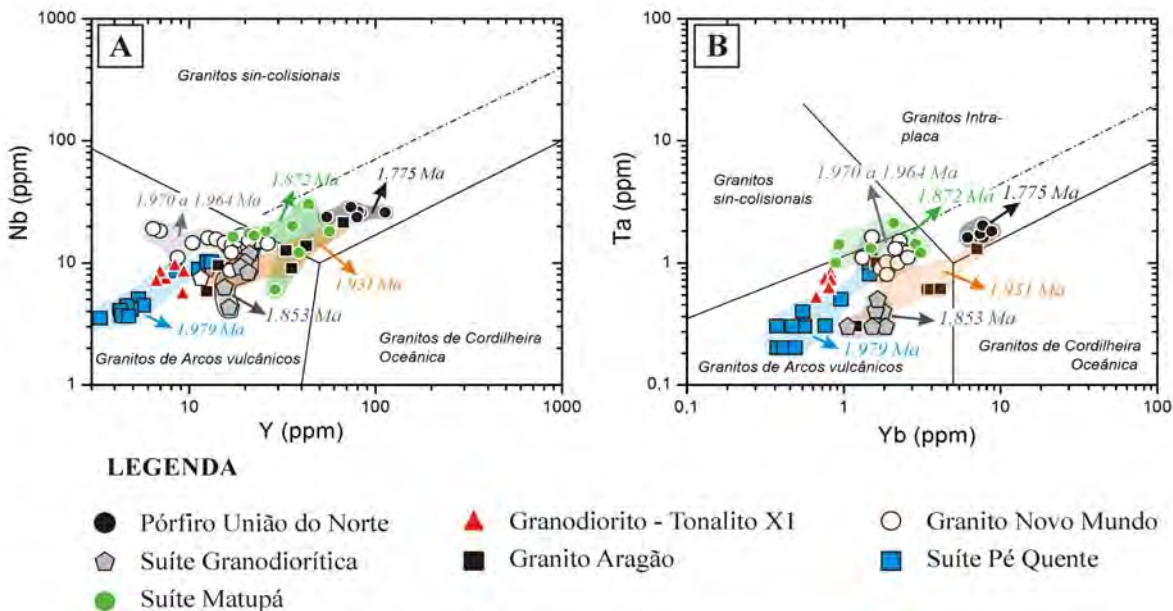 A
Granitos sin-colisionais
1.970 a 1.964 Ma
1.872 Ma
1.775 Ma
1.931 Ma
1.853 Ma
1.979 Ma
Granitos de Arcos vulcânicos
Granitos de Cordilheira
Oceânica
Nb (ppm)
1000
100
10
1
10
100
1000
Y (ppm)
B
Granitos Intra-
placa
Granitos
sin-colisionais
1.970 a 1.964 Ma
1.872 Ma
1.775 Ma
1.931 Ma
1.853 Ma
1.979 Ma
Granitos de Arcos vulcânicos
Granitos de Cordilheira
Oceânica
Ta (ppm)
100
10
1
0.1
0.1
1
10
100
Yb (ppm)
LEGENDA
Pórfiro União do Norte
Granodiorito - Tonalito X1
Granito Novo Mundo
Suíte Granodiorítica
Granito Aragão
Suíte Pé Quente
Suíte Matupá